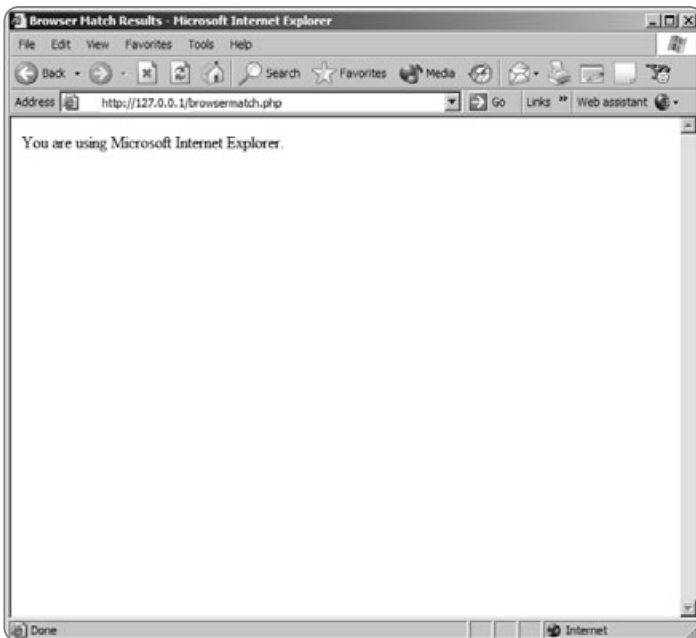 Browser Match Results - Microsoft Internet Explorer
File Edit View Favorites Tools Help
Back Search Favorites Media
Address http://127.0.0.1/browsermatch.php Go Links » Web assistant
You are using Microsoft Internet Explorer.
Done Internet